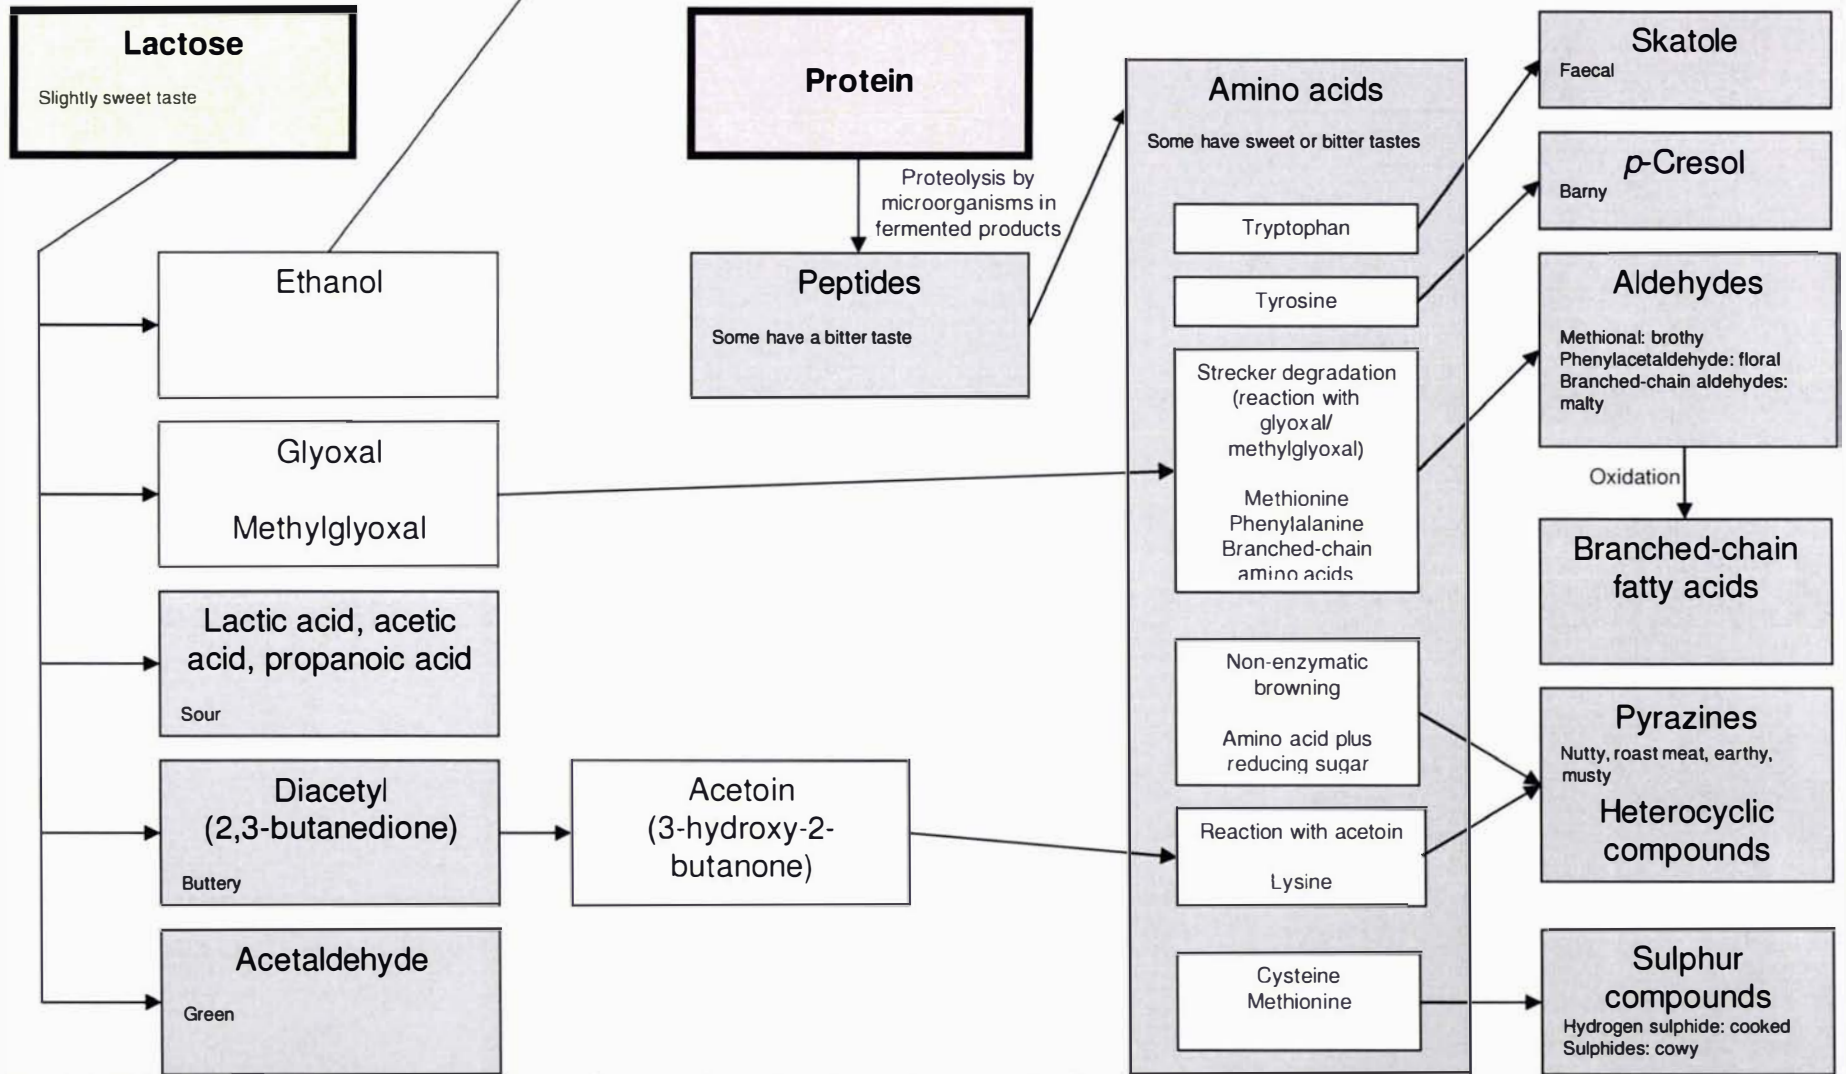 Lactose
Slightly sweet taste
Protein
Proteolysis by
microorganisms in
fermented products
Ethanol
Glyoxal
Methylglyoxal
Lactic acid, acetic
acid, propanoic acid
Sour
Diacetyl
(2,3-butanedione)
Buttery
Acetaldehyde
Green
Acetoin
(3-hydroxy-2-
butanone)
Peptides
Some have a bitter taste
Amino acids
Some have sweet or bitter tastes
Tryptophan
Tyrosine
Strecker degradation
(reaction with
glyoxal/
methylglyoxal)
Methionine
Phenylalanine
Branched-chain
amino acids
Non-enzymatic
browning
Amino acid plus
reducing sugar
Reaction with acetoin
Lysine
Cysteine
Methionine
Skatole
Faecal
p-Cresol
Barny
Aldehydes
Methional: brothy
Phenylacetaldehyde: floral
Branched-chain aldehydes:
malty
Oxidation
Branched-chain
fatty acids
Pyrazines
Nutty, roast meat, earthy,
musty
Heterocyclic
compounds
Sulphur
compounds
Hydrogen sulphide: cooked
Sulphides: cowy